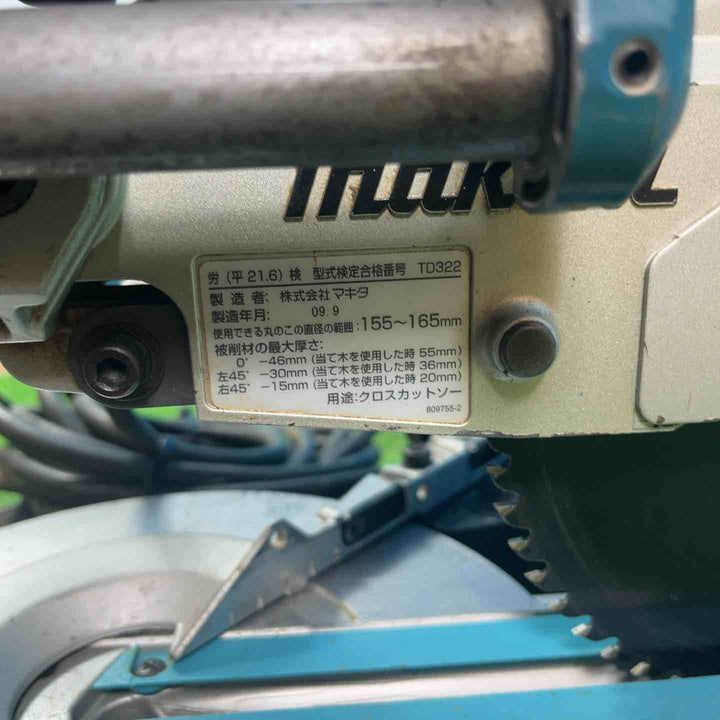 makita
労 (平 21.6) 検 型式検定合格番号 TD322
製 造 者: 株式会社 マキタ
製造年月: 09 9
使用できる丸のこの直径の範囲: 155～165mm
被削材の最大厚さ:
0° -46mm (当て木を使用した時 55mm)
左45° -30mm (当て木を使用した時 36mm)
右45° -15mm (当て木を使用した時 20mm)
用途:クロスカットソー
809755-2